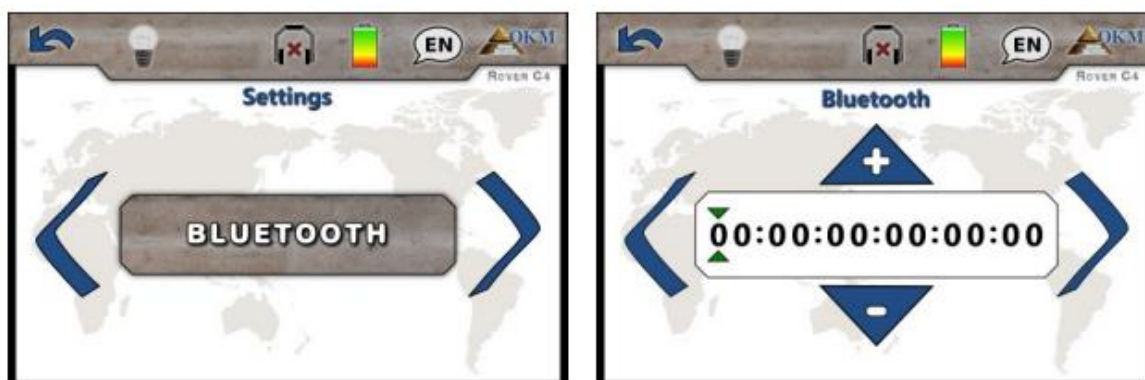 EN OKM
Rover C4
Settings
BLUETOOTH
EN OKM
Rover C4
Bluetooth
+
00:00:00:00:00:00
-